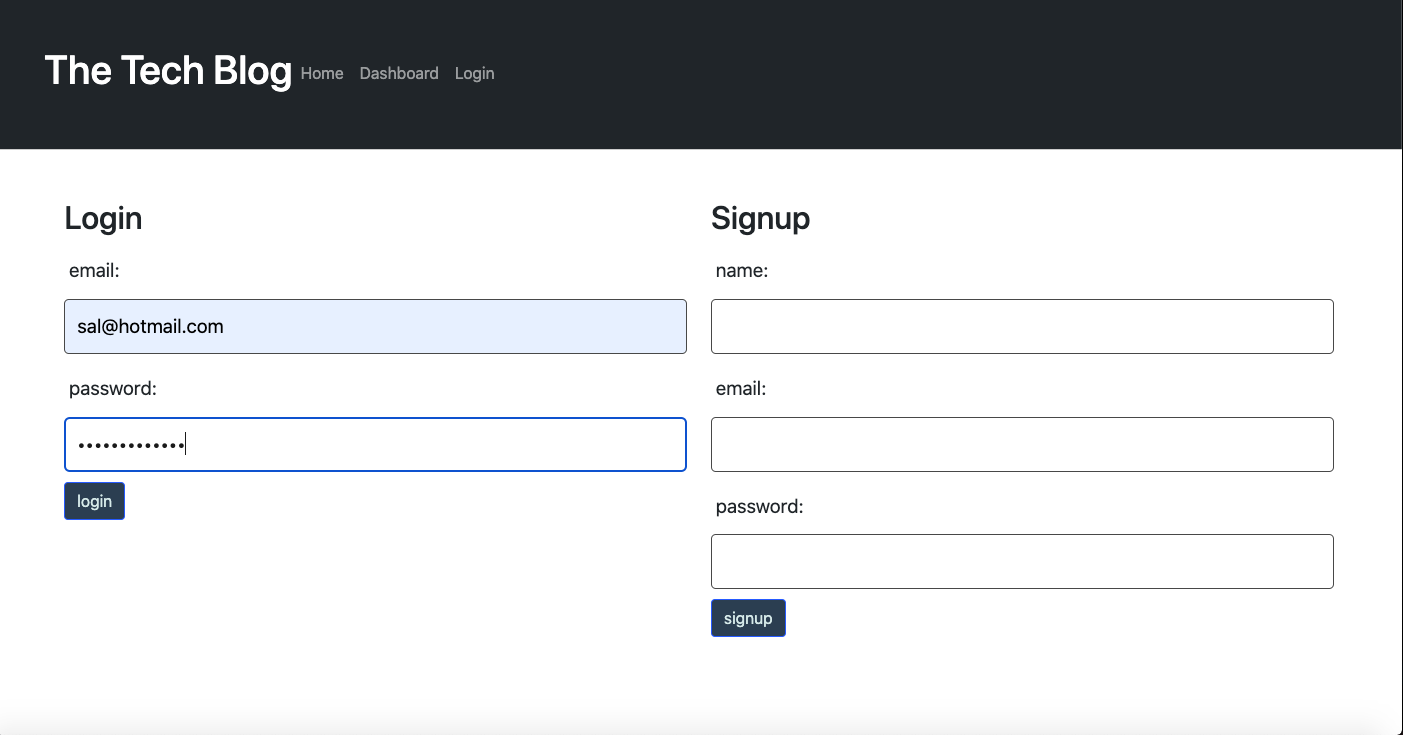 The Tech Blog Home Dashboard Login
Login
email:
sal@hotmail.com
password:
•••••••••••••
login
Signup
name:
email:
password:
signup